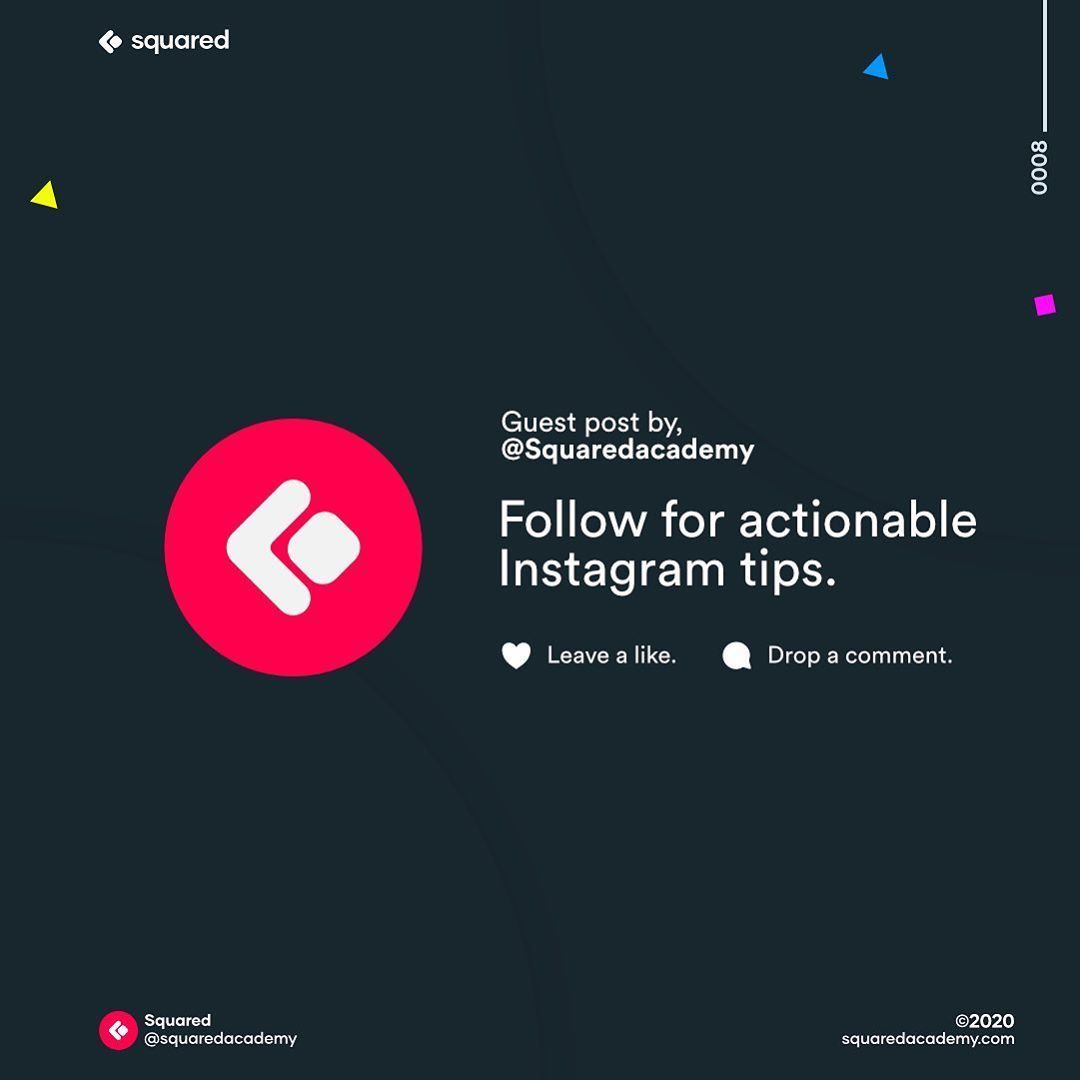 squared
0008
Guest post by,
@Squaredacademy
Follow for actionable
Instagram tips.
Leave a like.
Drop a comment.
Squared
@squaredacademy
©2020
squaredacademy.com